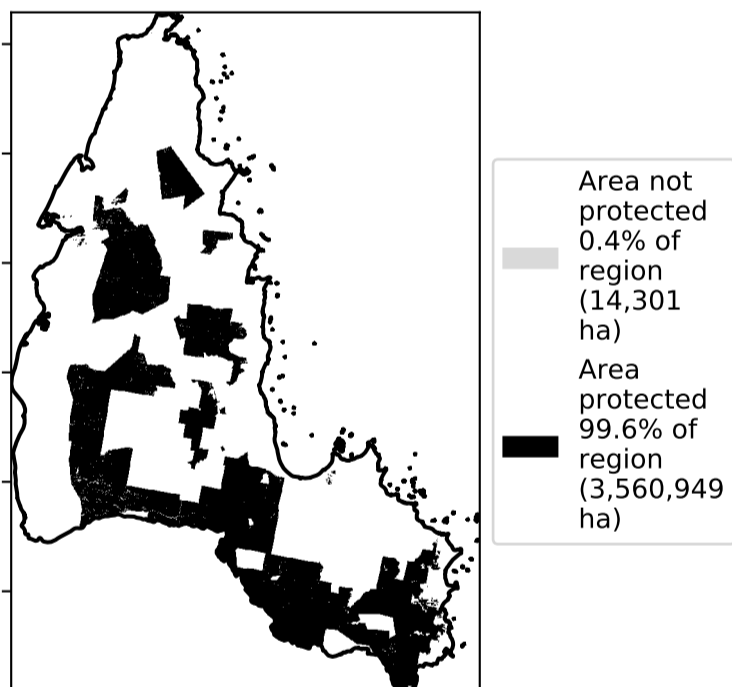 Area not
protected
0.4% of
region
(14,301
ha)
Area
protected
99.6% of
region
(3,560,949
ha)